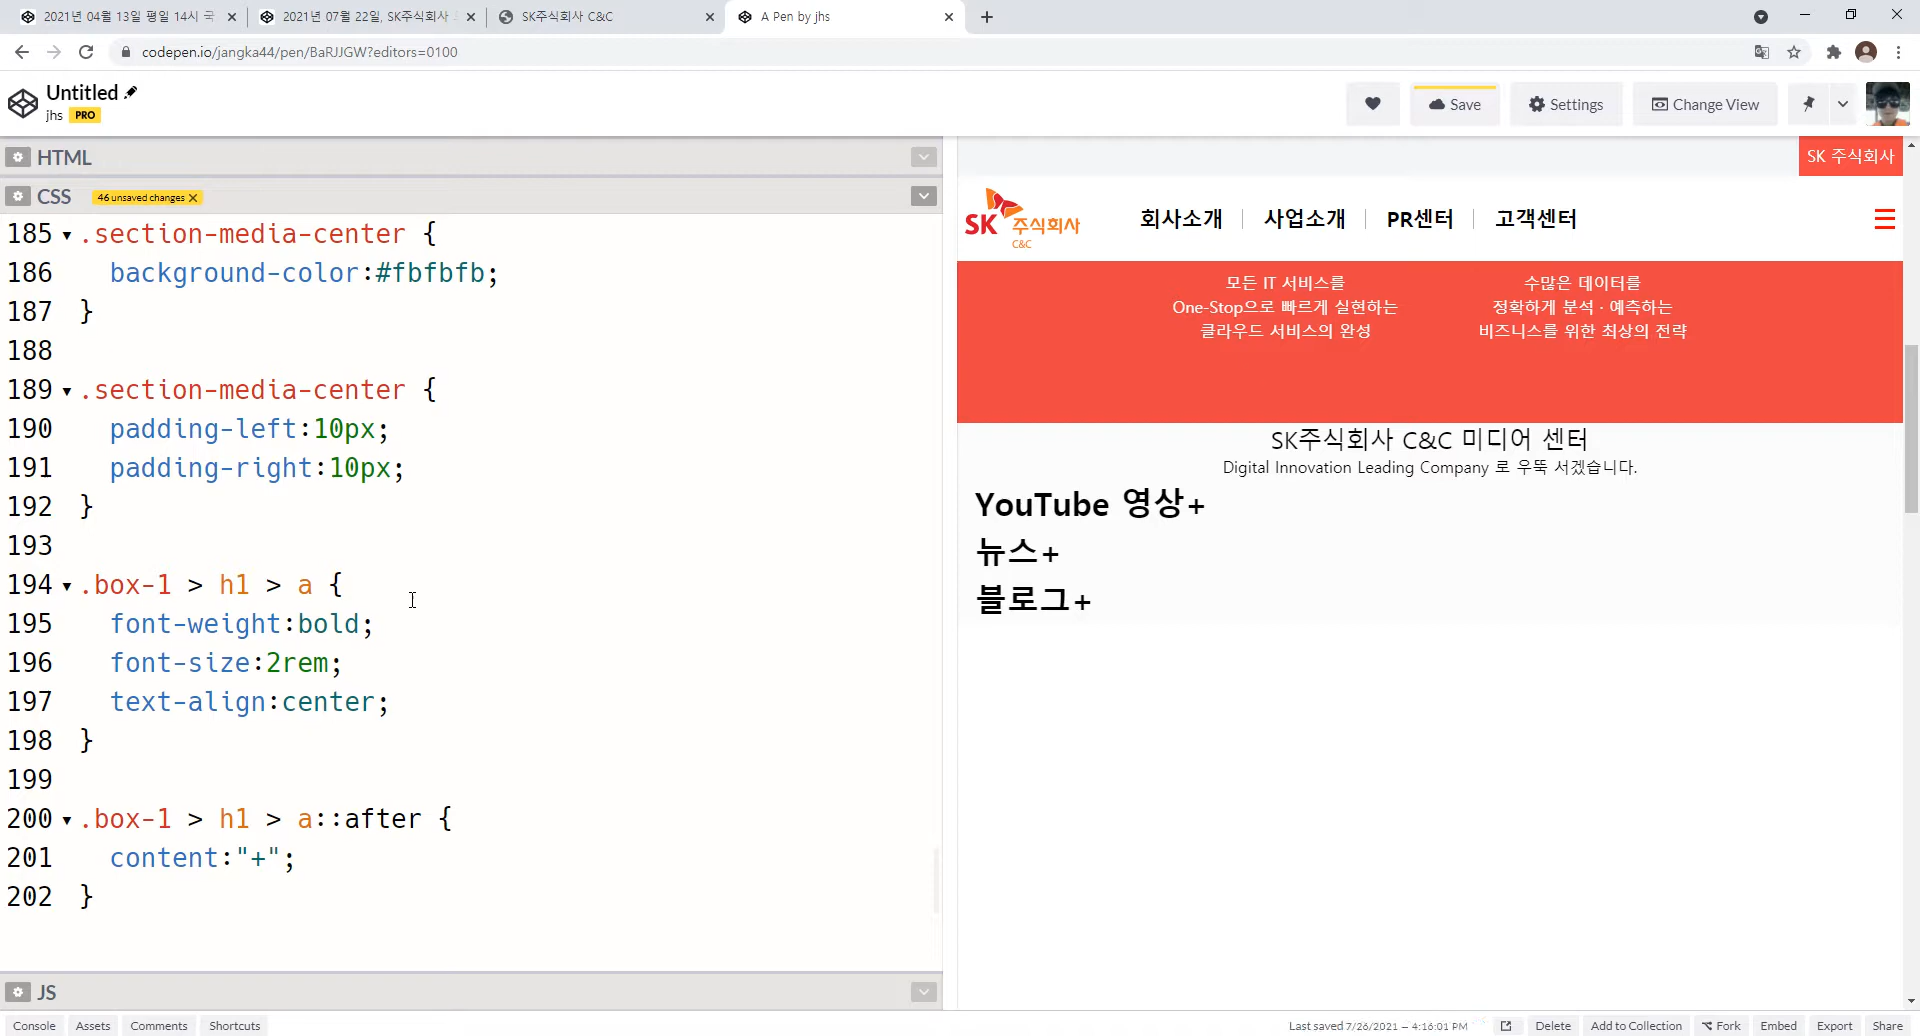 2021년 04월 13일 평일 14시 국
2021년 07월 22일, SK주식회사
SK주식회사 C&C
A Pen by jhs
codepen.io/jangka44/pen/BaRJJGW?editors=0100
Untitled
jhs PRO
Save
Settings
Change View
HTML
CSS 46 unsaved changes
185 .section-media-center {
186 background-color:#fbfbfb;
187 }
188
189 .section-media-center {
190 padding-left:10px;
191 padding-right:10px;
192 }
193
194 .box-1 > h1 > a {
195 font-weight:bold;
196 font-size:2rem;
197 text-align:center;
198 }
199
200 .box-1 > h1 > a::after {
201 content:"+";
202 }
JS
SK 주식회사
SK 주식회사
C&C
회사소개 사업소개 PR센터 고객센터
모든 IT 서비스를
One-Stop으로 빠르게 실현하는
클라우드 서비스의 완성
수많은 데이터를
정확하게 분석 · 예측하는
비즈니스를 위한 최상의 전략
SK주식회사 C&C 미디어 센터
Digital Innovation Leading Company 로 우뚝 서겠습니다.
YouTube 영상+
뉴스+
블로그+
Console Assets Comments Shortcuts
Last saved 7/26/2021 — 4:16:01 PM
Delete Add to Collection Fork Embed Export Share